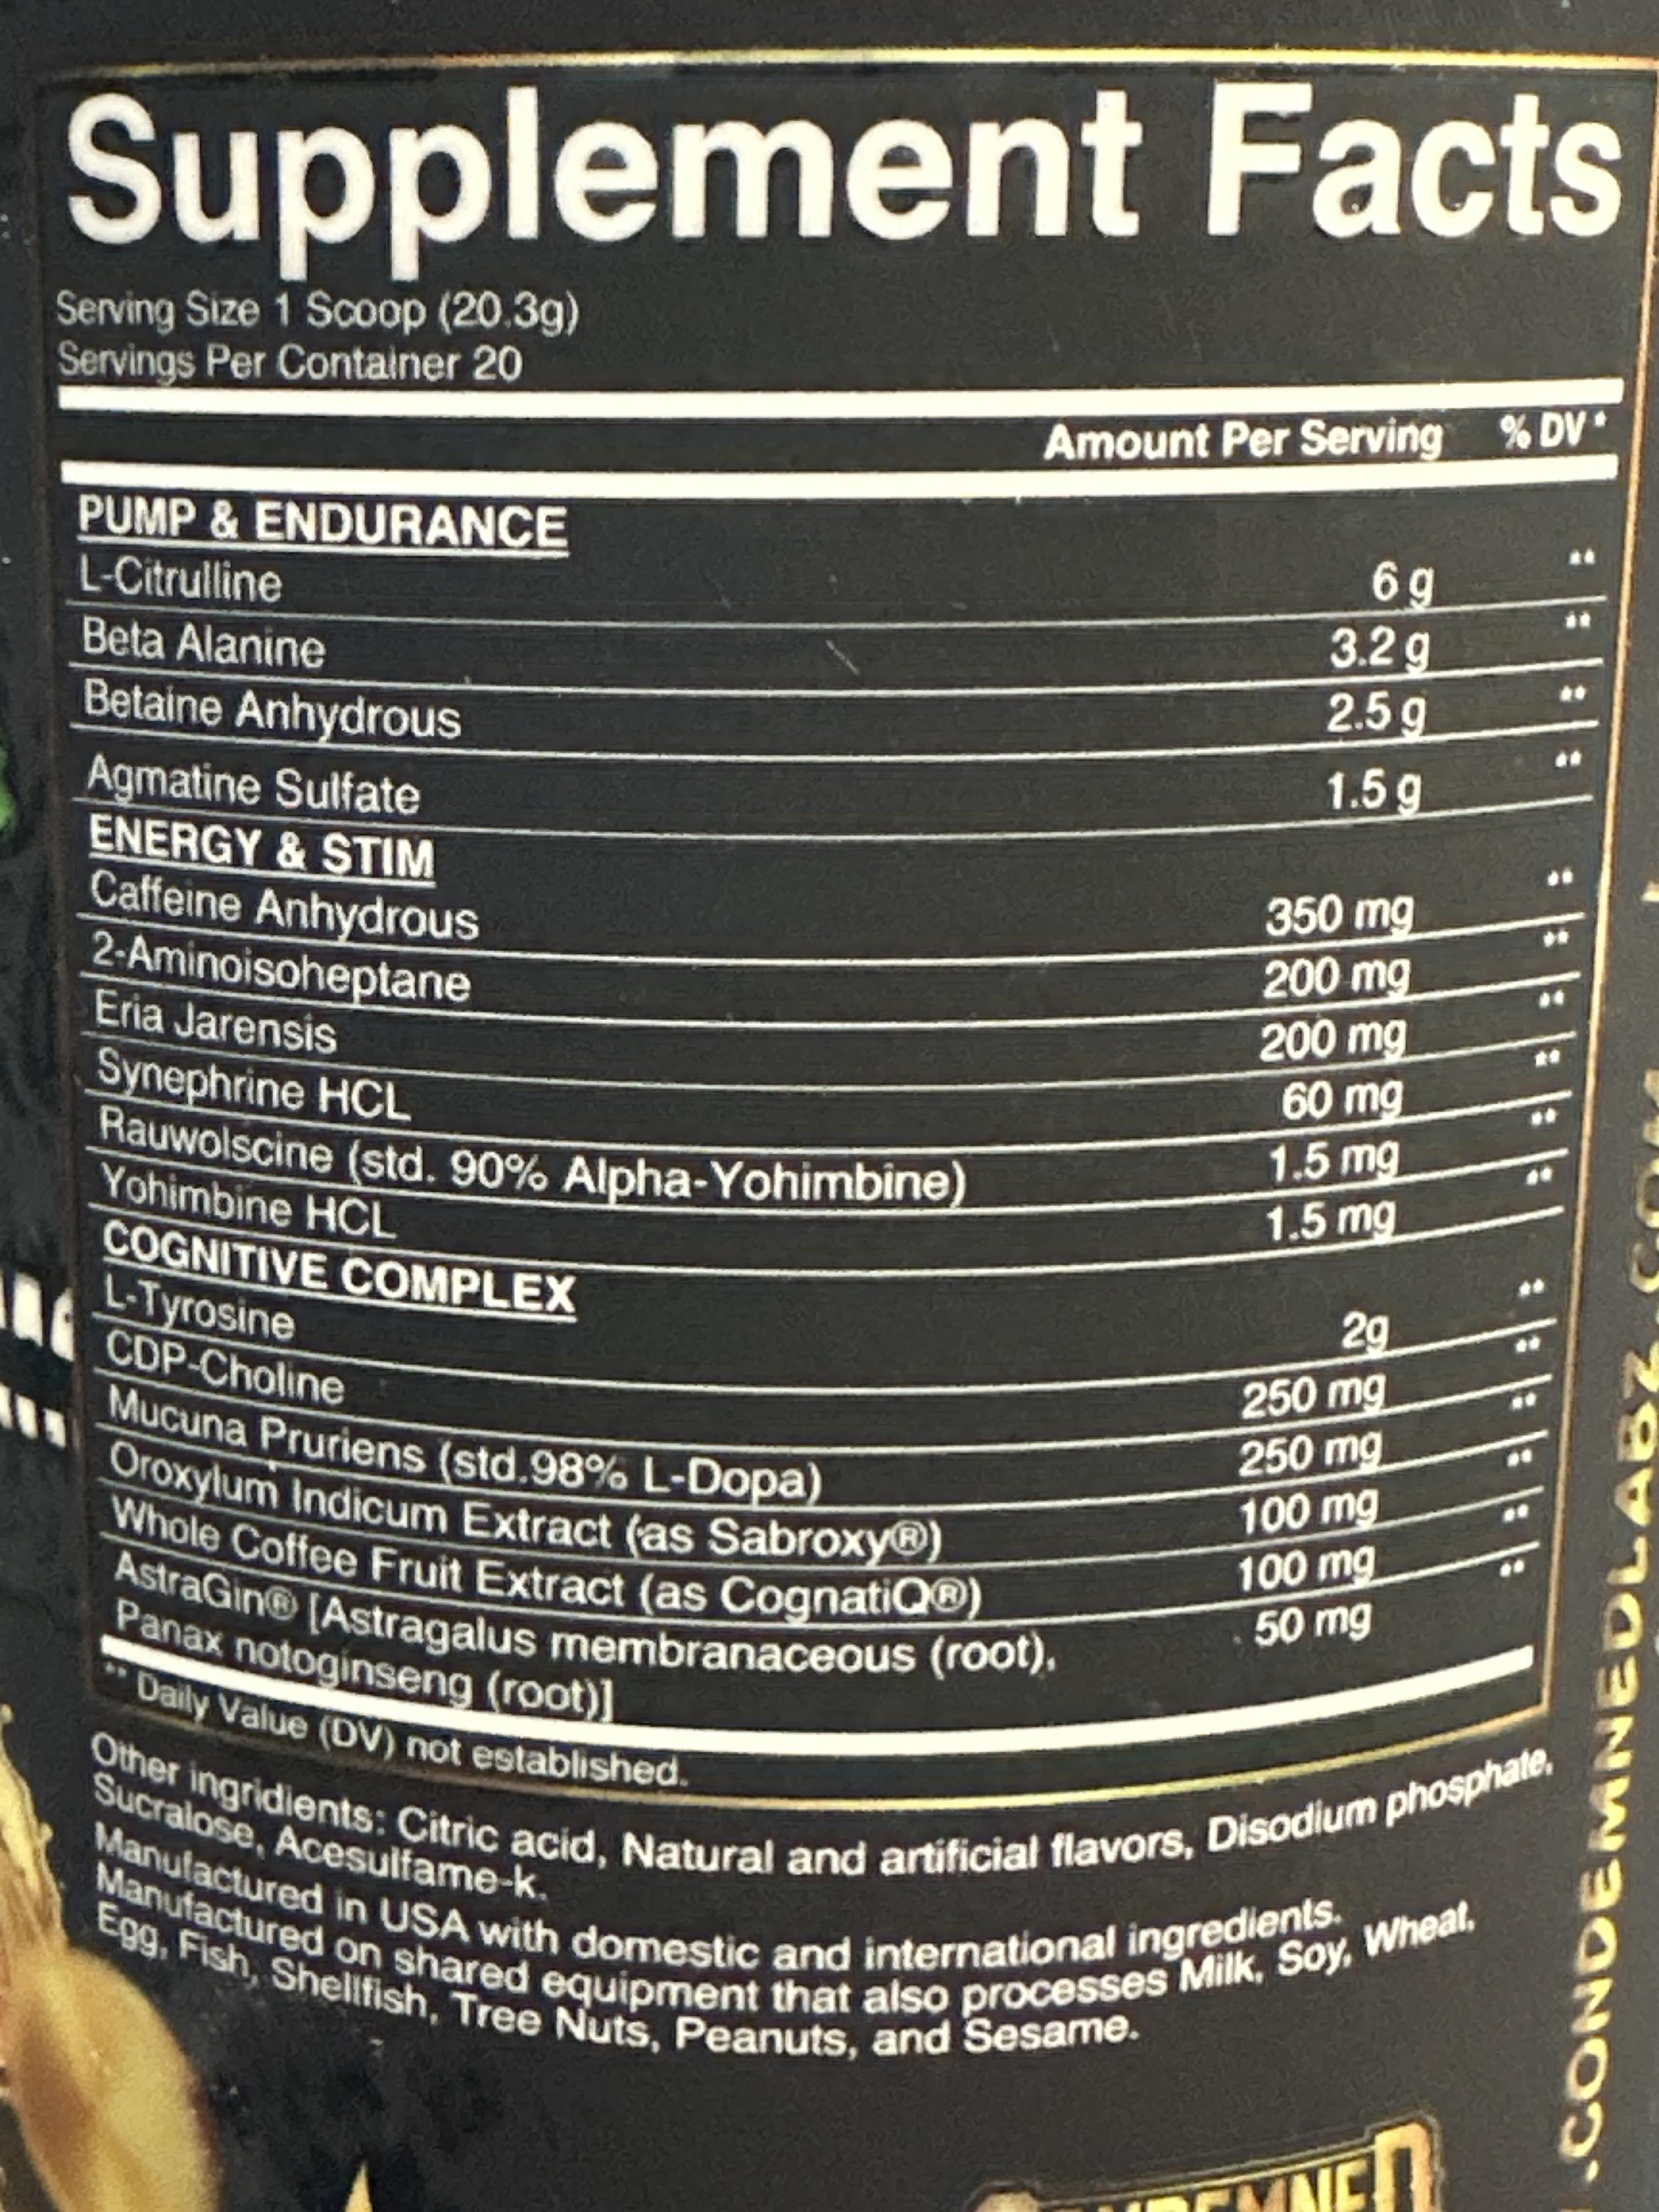 Supplement Facts
Serving Size 1 Scoop (20.3g)
Servings Per Container 20
Amount Per Serving % DV*
PUMP & ENDURANCE
L-Citrulline 6 g **
Beta Alanine 3.2 g **
Betaine Anhydrous 2.5 g **
Agmatine Sulfate 1.5 g **
ENERGY & STIM
Caffeine Anhydrous 350 mg **
2-Aminoisoheptane 200 mg **
Eria Jarensis 200 mg **
Synephrine HCL 60 mg **
Rauwolscine (std. 90% Alpha-Yohimbine) 1.5 mg **
Yohimbine HCL 1.5 mg **
COGNITIVE COMPLEX
L-Tyrosine 2g **
CDP-Choline 250 mg **
Mucuna Pruriens (std.98% L-Dopa) 250 mg **
Oroxylum Indicum Extract (as Sabroxy®) 100 mg **
Whole Coffee Fruit Extract (as CognatiQ®) 100 mg **
AstraGin® [Astragalus membranaceous (root), 50 mg **
Panax notoginseng (root)]
** Daily Value (DV) not established.
Other ingridients: Citric acid, Natural and artificial flavors, Disodium phosphate,
Sucralose, Acesulfame-k.
Manufactured in USA with domestic and international ingredients.
Manufactured on shared equipment that also processes Milk, Soy, Wheat,
Egg, Fish, Shellfish, Tree Nuts, Peanuts, and Sesame.
.CONDEMNEDLABZ.COM